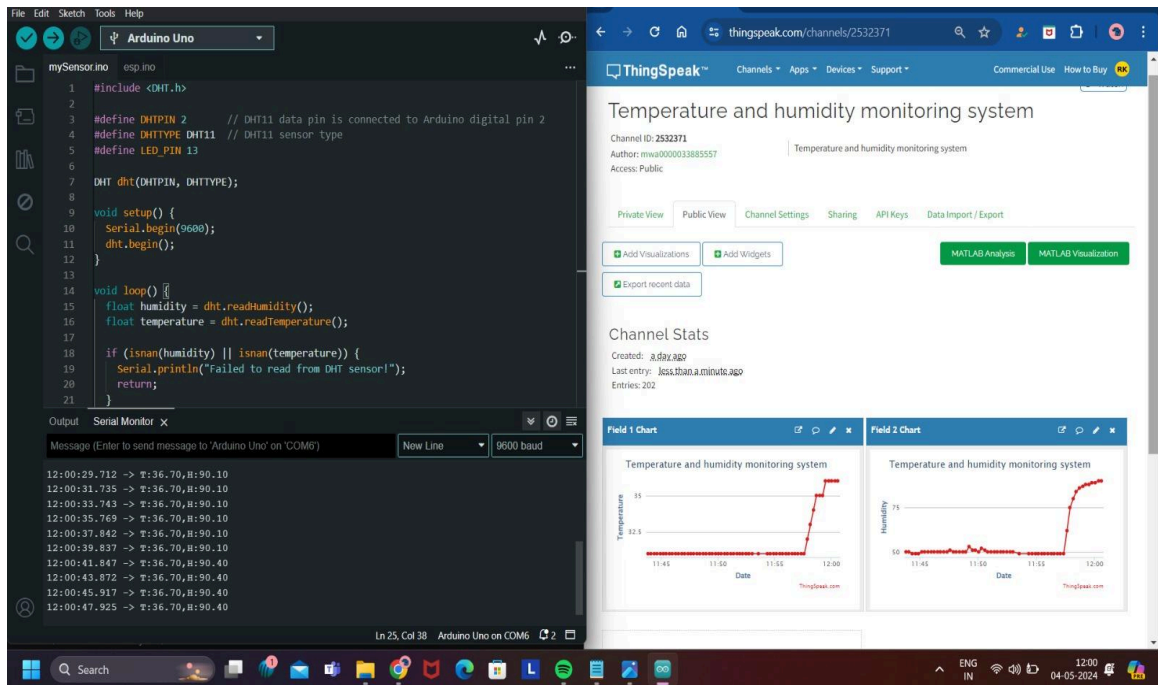 File Edit Sketch Tools Help
Arduino Uno
mySensor.ino esp.ino
1 #include <DHT.h>
2
3 #define DHTPIN 2 // DHT11 data pin is connected to Arduino digital pin 2
4 #define DHTTYPE DHT11 // DHT11 sensor type
5 #define LED_PIN 13
6
7 DHT dht(DHTPIN, DHTTYPE);
8
9 void setup() {
10 Serial.begin(9600);
11 dht.begin();
12 }
13
14 void loop() {
15 float humidity = dht.readHumidity();
16 float temperature = dht.readTemperature();
17
18 if (isnan(humidity) || isnan(temperature)) {
19 Serial.println("Failed to read from DHT sensor!");
20 return;
21 }
Output Serial Monitor x
Message (Enter to send message to 'Arduino Uno' on 'COM6')
New Line
9600 baud
12:00:29.712 -> T:36.70,H:90.10
12:00:31.735 -> T:36.70,H:90.10
12:00:33.743 -> T:36.70,H:90.10
12:00:35.769 -> T:36.70,H:90.10
12:00:37.842 -> T:36.70,H:90.10
12:00:39.837 -> T:36.70,H:90.10
12:00:41.847 -> T:36.70,H:90.40
12:00:43.872 -> T:36.70,H:90.40
12:00:45.917 -> T:36.70,H:90.40
12:00:47.925 -> T:36.70,H:90.40
Ln 25, Col 38 Arduino Uno on COM6 2
thingspeak.com/channels/2532371
ThingSpeak™ Channels Apps Devices Support Commercial Use How to Buy RK
Temperature and humidity monitoring system
Channel ID: 2532371
Author: mwa0000033885557
Access: Public
Temperature and humidity monitoring system
Private View Public View Channel Settings Sharing API Keys Data Import / Export
Add Visualizations Add Widgets
Export recent data
MATLAB Analysis MATLAB Visualization
Channel Stats
Created: a day ago
Last entry: less than a minute ago
Entries: 202
Field 1 Chart
Temperature and humidity monitoring system
Temperature
35
32.5
11:45 11:50 11:55 12:00
Date
ThingSpeak.com
Field 2 Chart
Temperature and humidity monitoring system
Humidity
75
50
11:45 11:50 11:55 12:00
Date
ThingSpeak.com
Search
ENG
IN
12:00
04-05-2024